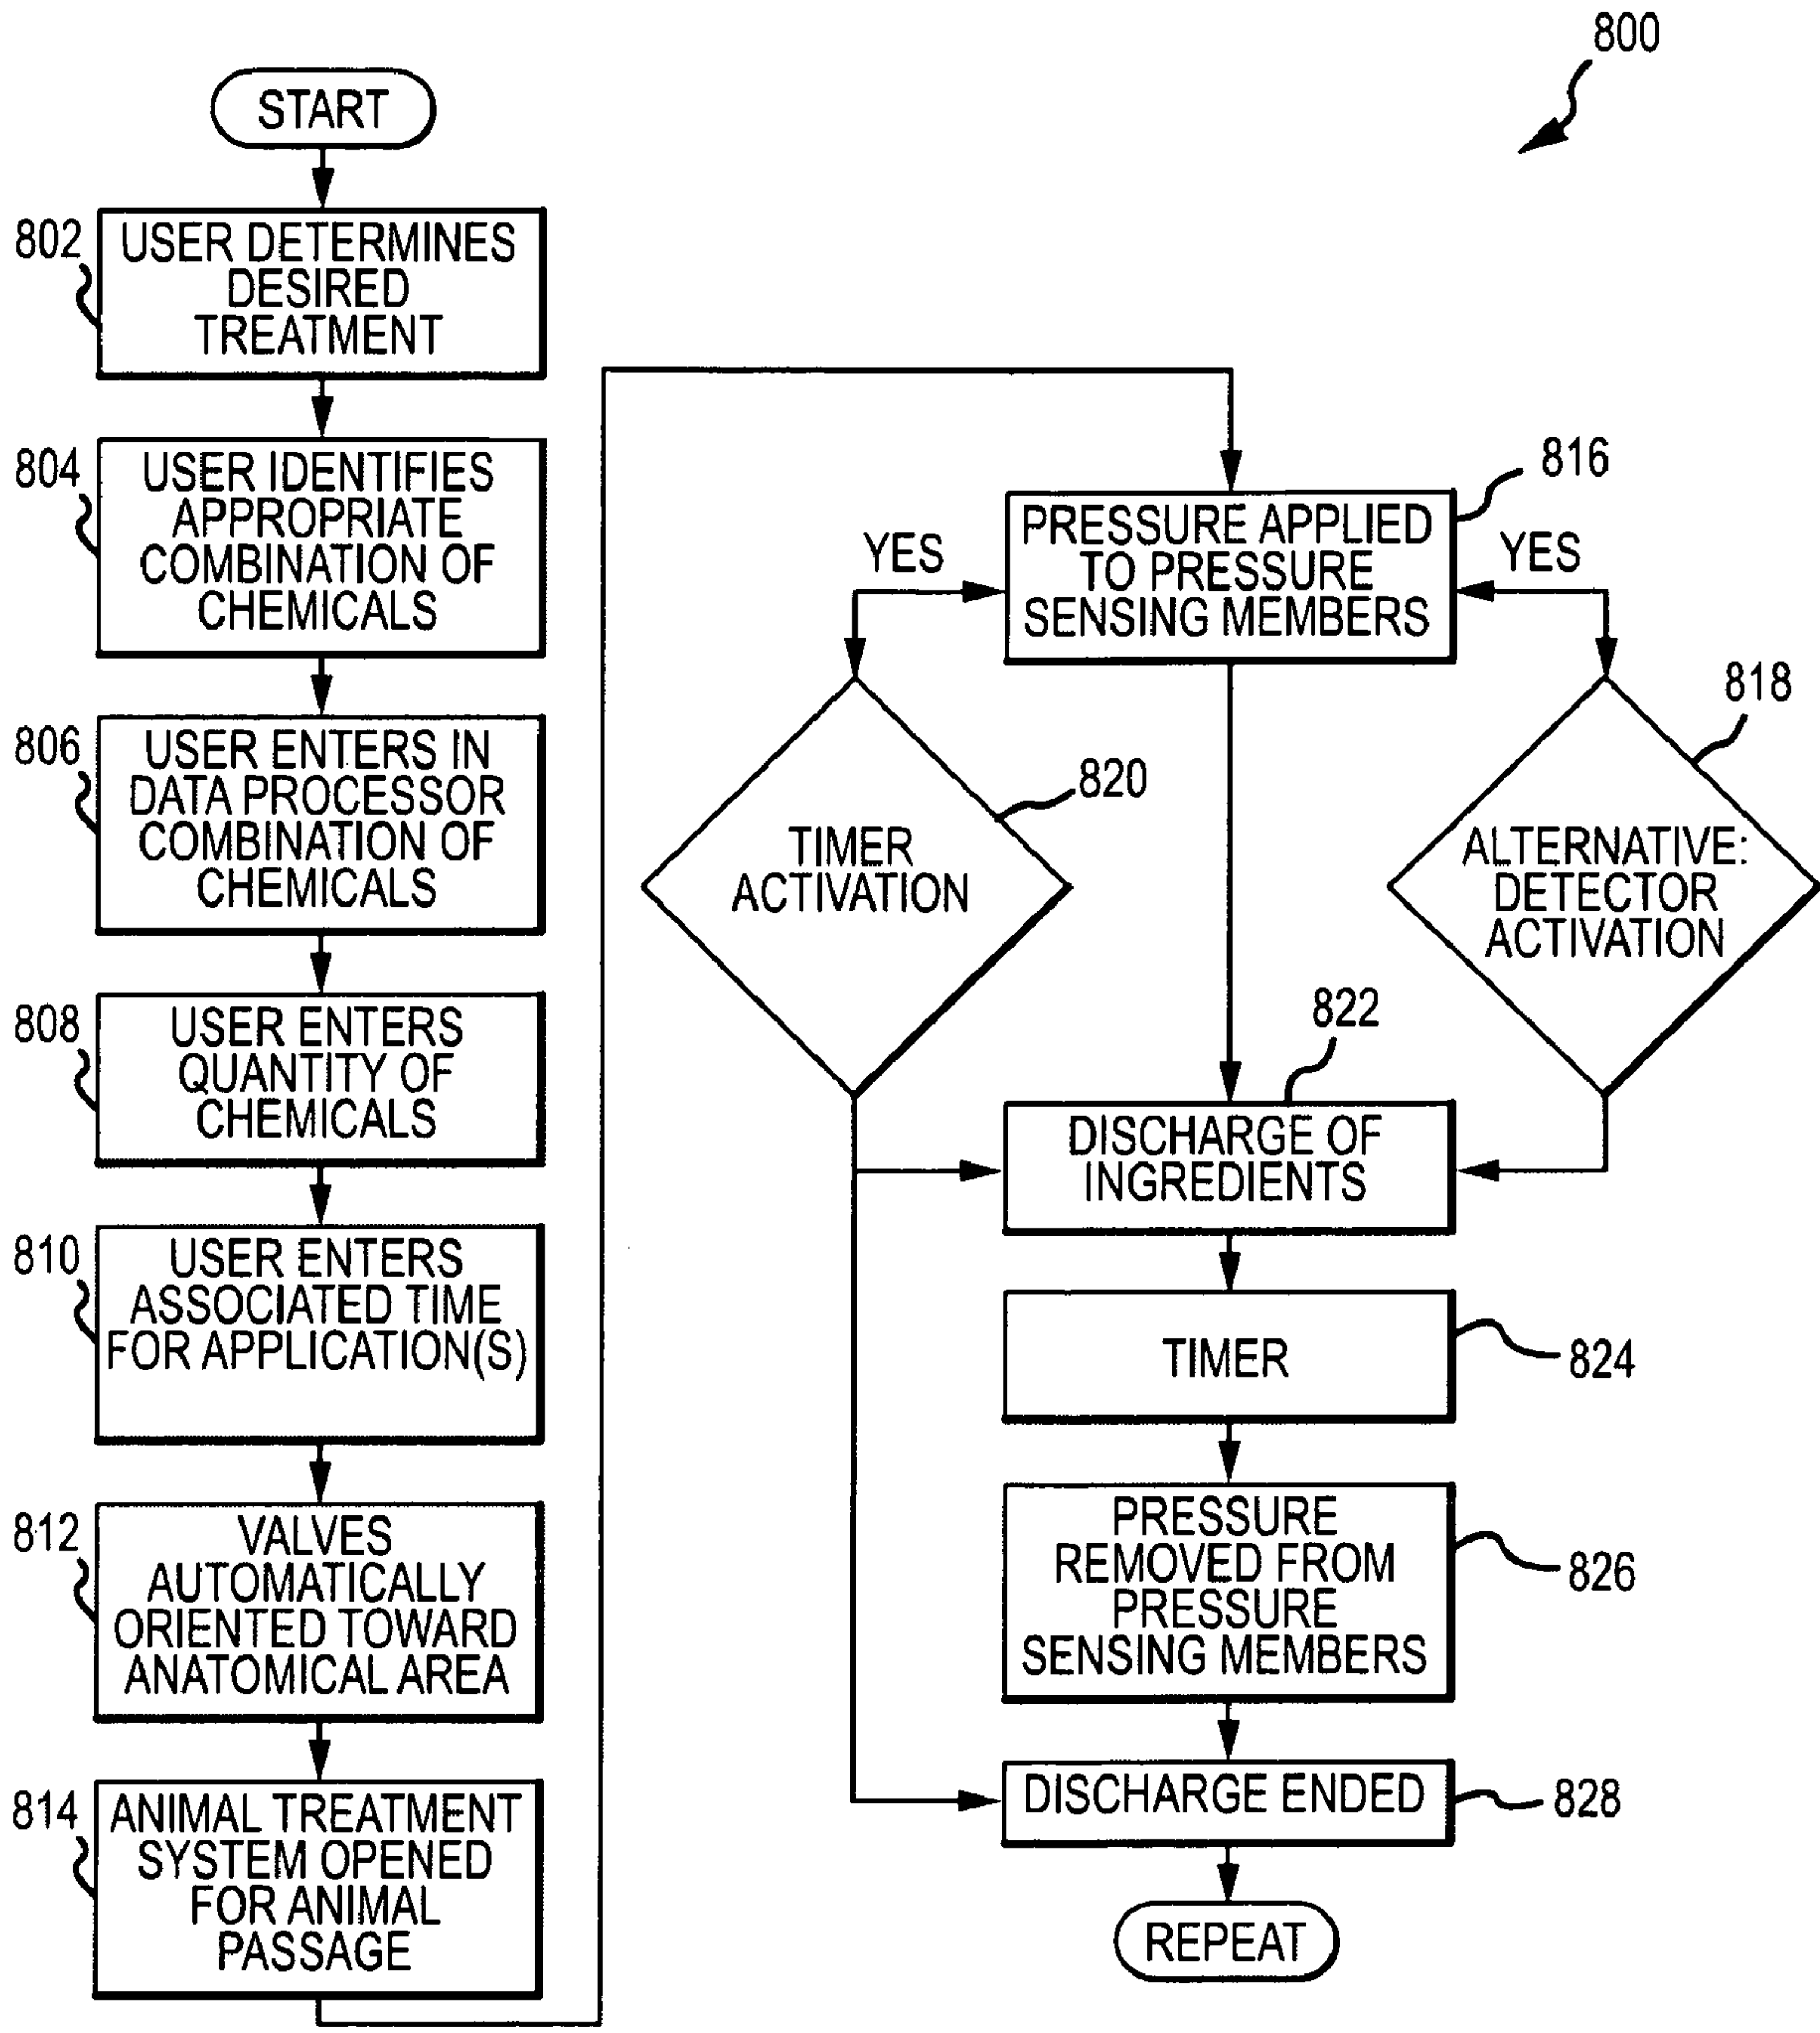 800
START
802
USER DETERMINES
DESIRED
TREATMENT
804
USER IDENTIFIES
APPROPRIATE
COMBINATION OF
CHEMICALS
806
USER ENTERS IN
DATA PROCESSOR
COMBINATION OF
CHEMICALS
808
USER ENTERS
QUANTITY OF
CHEMICALS
810
USER ENTERS
ASSOCIATED TIME
FOR APPLICATION(S)
812
VALVES
AUTOMATICALLY
ORIENTED TOWARD
ANATOMICAL AREA
814
ANIMAL TREATMENT
SYSTEM OPENED
FOR ANIMAL
PASSAGE
816
PRESSURE APPLIED
TO PRESSURE
SENSING MEMBERS
YES
YES
818
ALTERNATIVE:
DETECTOR
ACTIVATION
820
TIMER
ACTIVATION
822
DISCHARGE OF
INGREDIENTS
TIMER
824
PRESSURE
REMOVED FROM
PRESSURE
SENSING MEMBERS
826
DISCHARGE ENDED
828
REPEAT